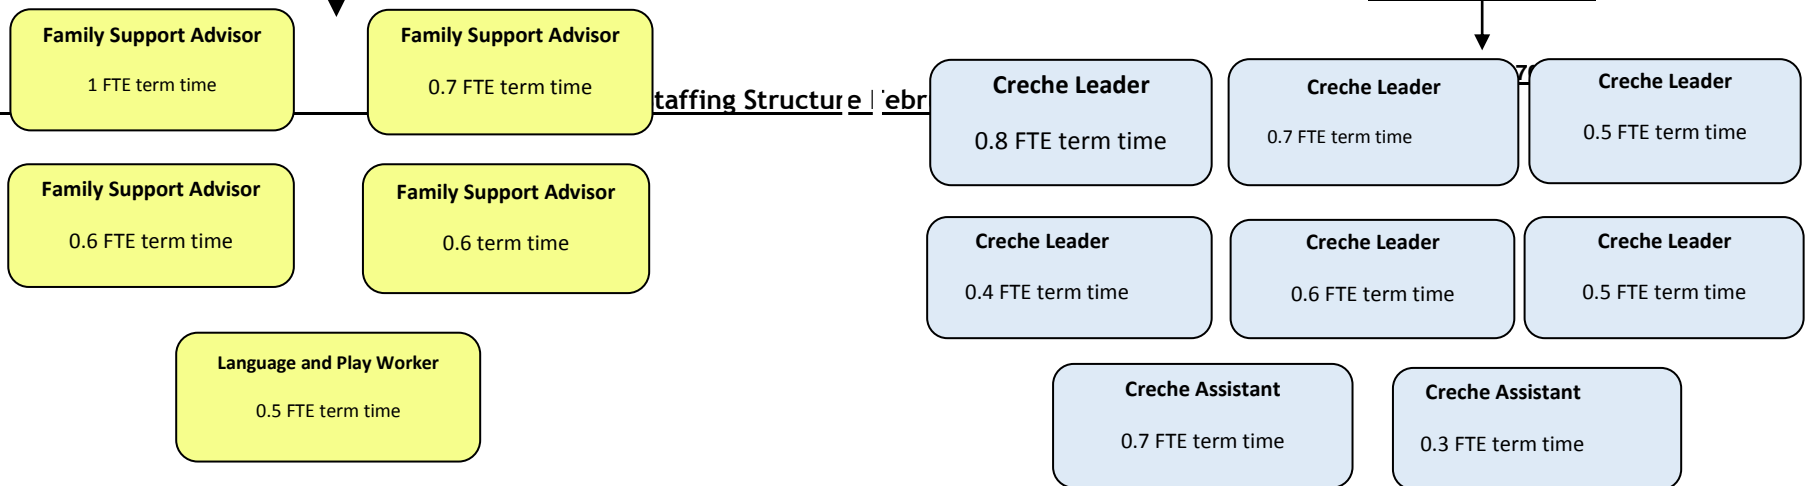 Family Support Advisor
1 FTE term time
Family Support Advisor
0.7 FTE term time
taffing Structure Febr
Creche Leader
0.8 FTE term time
Creche Leader
0.7 FTE term time
Creche Leader
0.5 FTE term time
Family Support Advisor
0.6 FTE term time
Family Support Advisor
0.6 term time
Creche Leader
0.4 FTE term time
Creche Leader
0.6 FTE term time
Creche Leader
0.5 FTE term time
Language and Play Worker
0.5 FTE term time
Creche Assistant
0.7 FTE term time
Creche Assistant
0.3 FTE term time